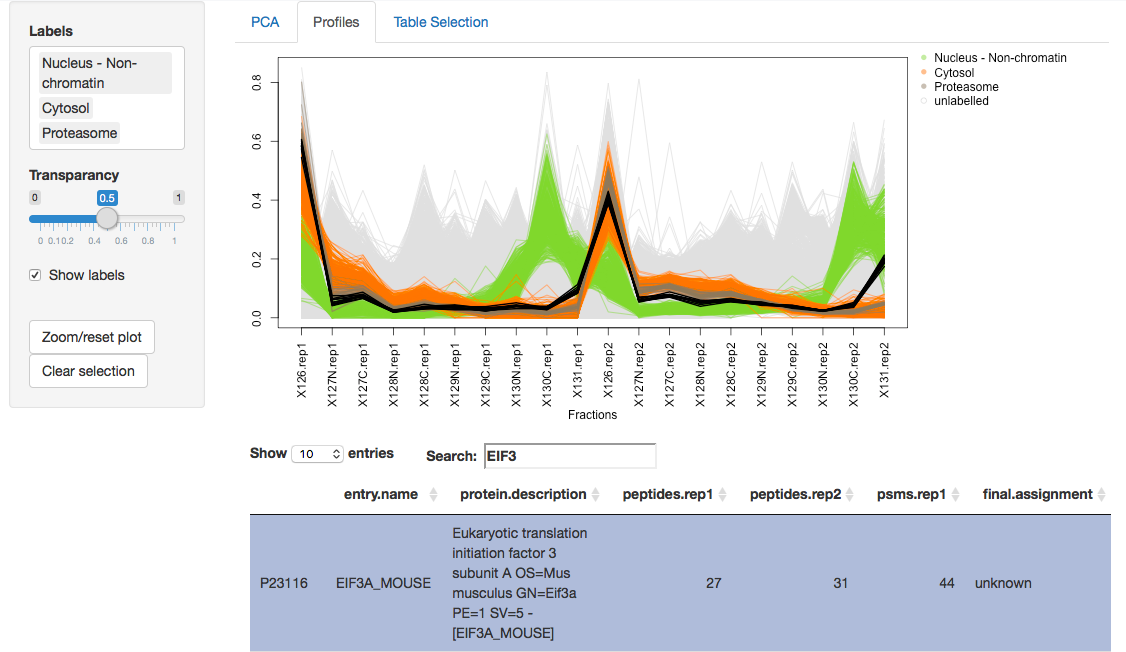 Labels
Nucleus - Non-
chromatin
Cytosol
Proteasome
Transparancy
0 0.5 1
0 0.1 0.2 0.4 0.6 0.8 1
Show labels
Zoom/reset plot
Clear selection
PCA Profiles Table Selection
0.8
0.6
0.4
0.2
0.0
Nucleus - Non-chromatin
Cytosol
Proteasome
unlabelled
X126.rep1
X127N.rep1
X127C.rep1
X128N.rep1
X128C.rep1
X129N.rep1
X129C.rep1
X130N.rep1
X130C.rep1
X131.rep1
X126.rep2
X127N.rep2
X127C.rep2
X128N.rep2
X128C.rep2
X129N.rep2
X129C.rep2
X130N.rep2
X130C.rep2
X131.rep2
Fractions
Show 10 entries Search: EIF3
entry.name protein.description peptides.rep1 peptides.rep2 psms.rep1 final.assignment
Eukaryotic translation
initiation factor 3
P23116 EIF3A_MOUSE subunit A OS=Mus 27 31 44 unknown
musculus GN=Eif3a
PE=1 SV=5 -
[EIF3A_MOUSE]